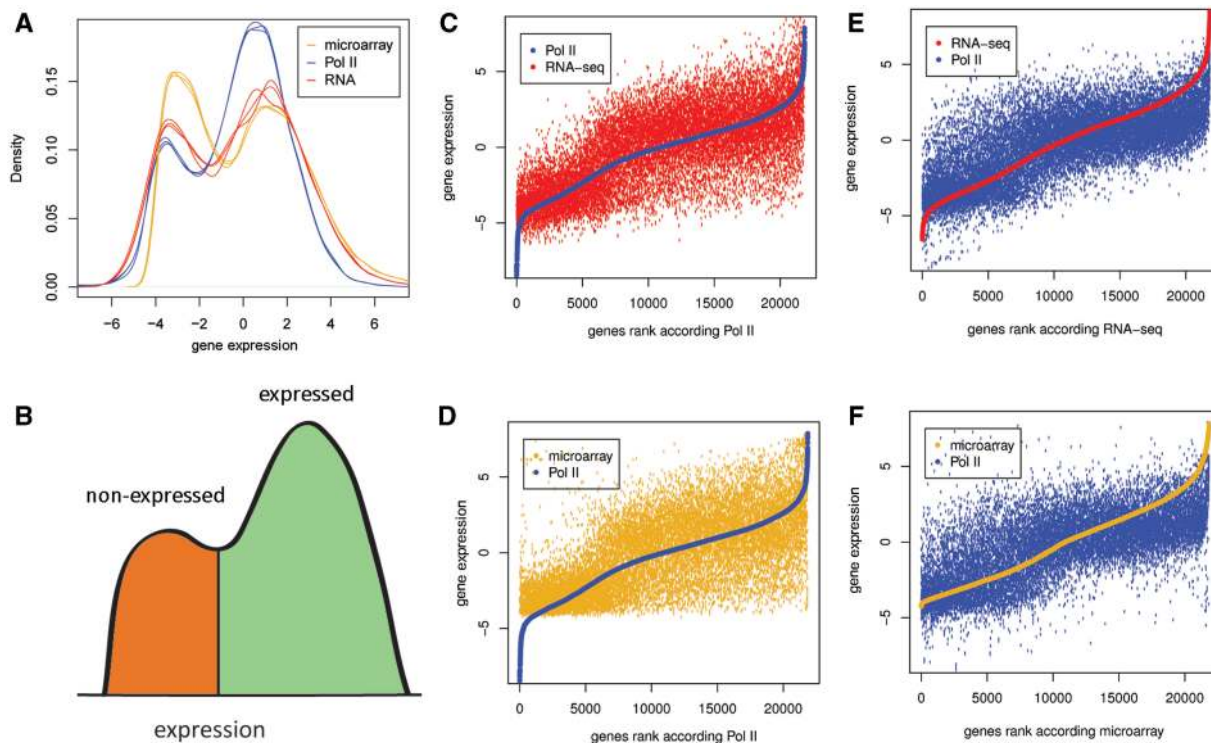 A
microarray
Pol II
RNA
Density
0.00
0.05
0.10
0.15
−6
−4
−2
0
2
4
6
gene expression
B
expressed
non-expressed
expression
C
Pol II
RNA−seq
gene expression
5
0
−5
0
5000
10000
15000
20000
genes rank according Pol II
D
microarray
Pol II
gene expression
5
0
−5
0
5000
10000
15000
20000
genes rank according Pol II
E
RNA−seq
Pol II
gene expression
5
0
−5
0
5000
10000
15000
20000
genes rank according RNA−seq
F
microarray
Pol II
gene expression
5
0
−5
0
5000
10000
15000
20000
genes rank according microarray